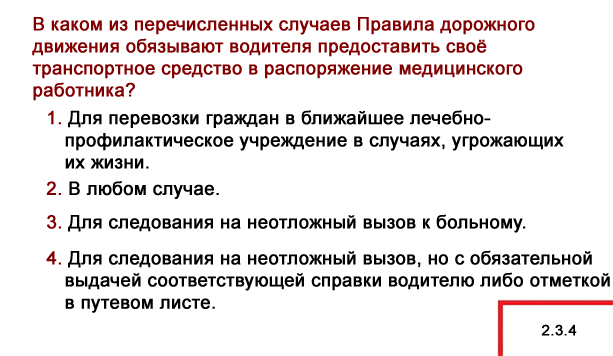 В каком из перечисленных случаев Правила дорожного
движения обязывают водителя предоставить своё
транспортное средство в распоряжение медицинского
работника?
1. Для перевозки граждан в ближайшее лечебно-
профилактическое учреждение в случаях, угрожающих
их жизни.
2. В любом случае.
3. Для следования на неотложный вызов к больному.
4. Для следования на неотложный вызов, но с обязательной
выдачей соответствующей справки водителю либо отметкой
в путевом листе.
2.3.4